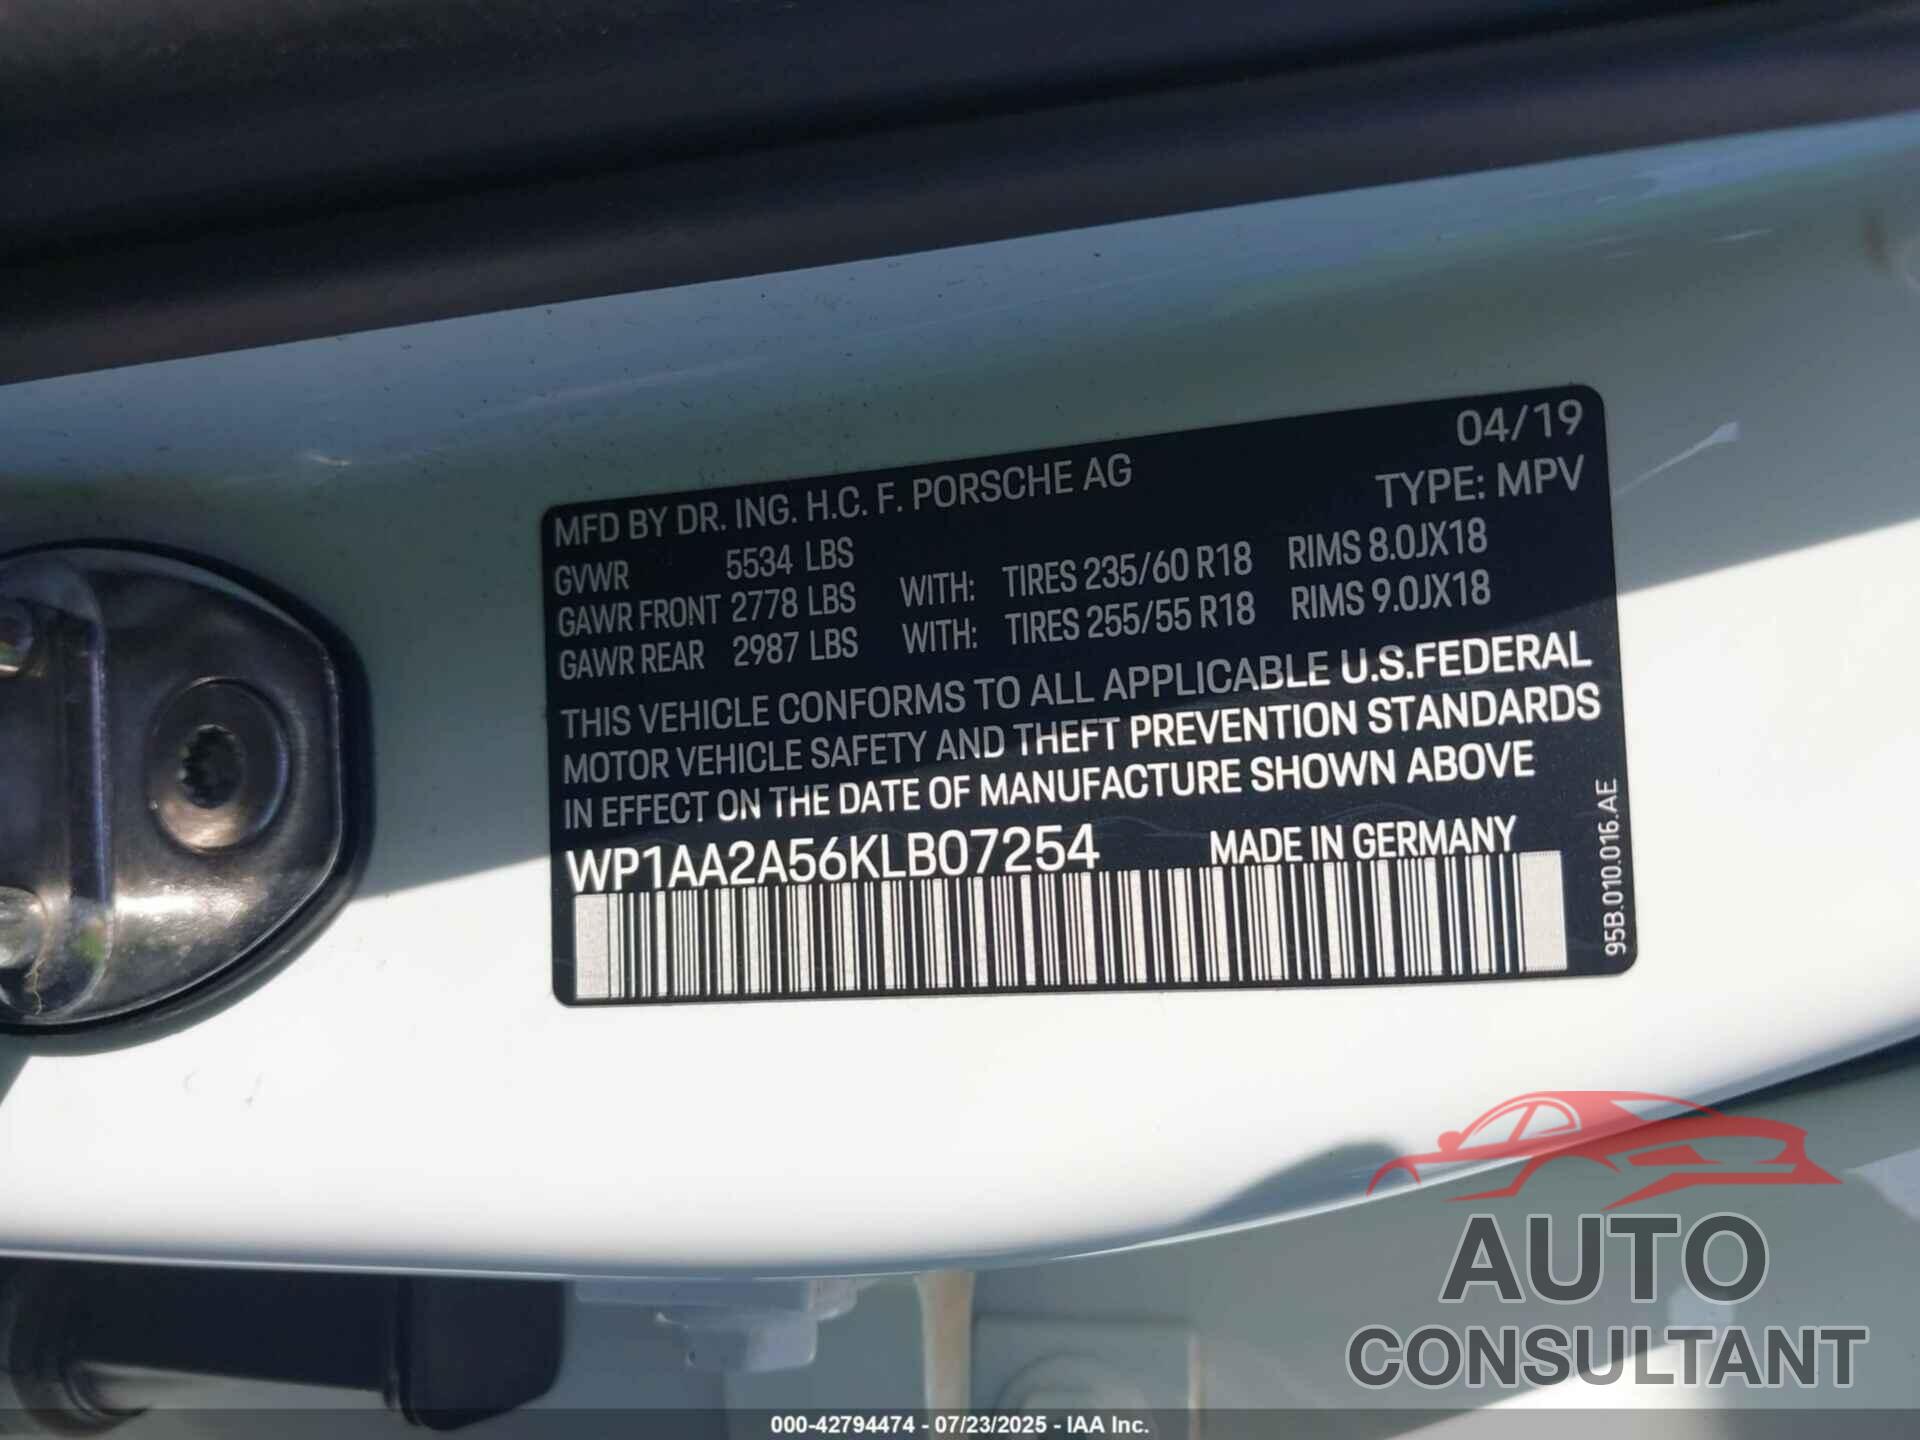 04/19
MFD BY DR. ING. H.C. F. PORSCHE AG
TYPE: MPV
GVWR 5534 LBS
GAWR FRONT 2778 LBS WITH: TIRES 235/60 R18 RIMS 8.0JX18
GAWR REAR 2987 LBS WITH: TIRES 255/55 R18 RIMS 9.0JX18
THIS VEHICLE CONFORMS TO ALL APPLICABLE U.S.FEDERAL
MOTOR VEHICLE SAFETY AND THEFT PREVENTION STANDARDS
IN EFFECT ON THE DATE OF MANUFACTURE SHOWN ABOVE
WP1AA2A56KLB07254 MADE IN GERMANY
95B.010.016.AE
AUTO
CONSULTANT
000-42794474 - 07/23/2025 - IAA Inc.